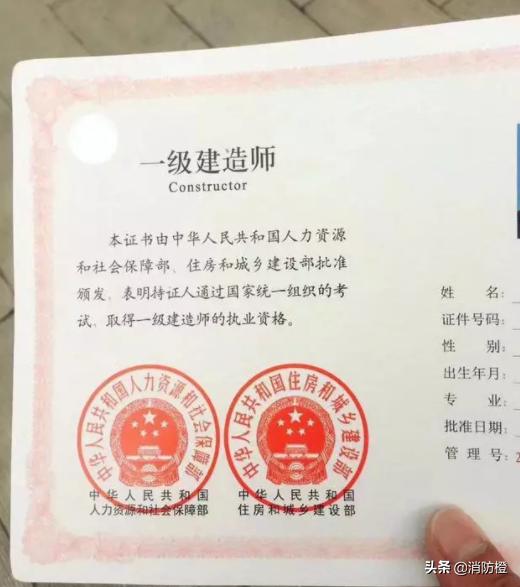 一级建造师
Constructor
本证书由中华人民共和国人力资源
和社会保障部、住房和城乡建设部批准
颁发，表明持证人通过国家统一组织的考
试，取得一级建造师的执业资格。
中华人民共和国人力资源和社会保障部
中华人民共和国住房和城乡建设部
中华人民共和国
人力资源和社会保障部
中华人民共和国
住房和城乡建设部
姓 名：
证件号码：
性 别：
出生年月：
专 业：
批准日期：
管 理 号：2
头条 @消防橙